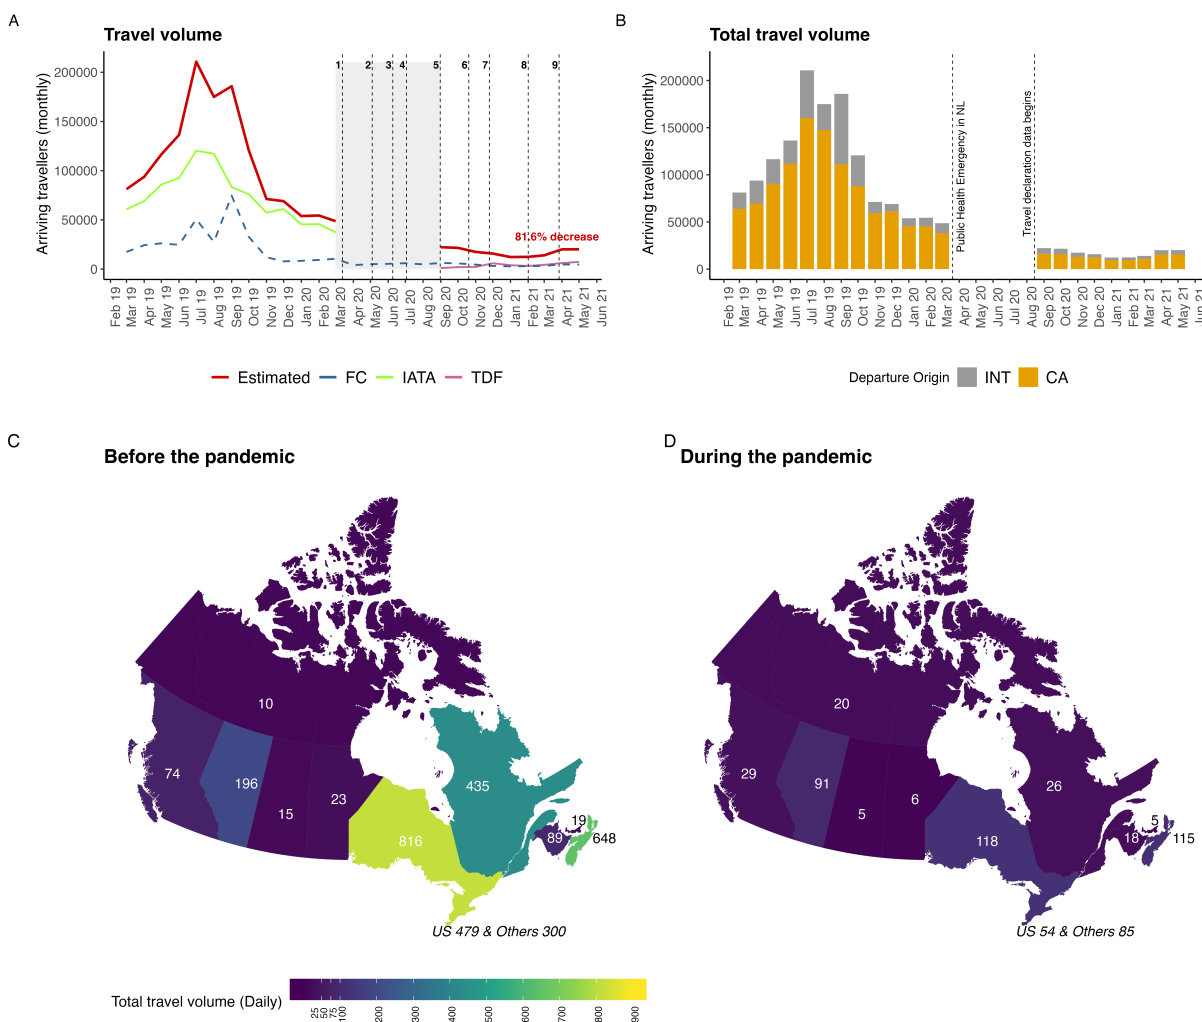 A
Travel volume
Arriving travellers (monthly)
200000
150000
100000
50000
0
1 2 3 4 5 6 7 8 9
81.6% decrease
Feb 19 Mar 19 Apr 19 May 19 Jun 19 Jul 19 Aug 19 Sep 19 Oct 19 Nov 19 Dec 19 Jan 20 Feb 20 Mar 20 Apr 20 May 20 Jun 20 Jul 20 Aug 20 Sep 20 Oct 20 Nov 20 Dec 20 Jan 21 Feb 21 Mar 21 Apr 21 May 21 Jun 21
Estimated FC IATA TDF
B
Total travel volume
Arriving travellers (monthly)
200000
150000
100000
50000
0
Public Health Emergency in NL
Travel declaration data begins
Feb 19 Mar 19 Apr 19 May 19 Jun 19 Jul 19 Aug 19 Sep 19 Oct 19 Nov 19 Dec 19 Jan 20 Feb 20 Mar 20 Apr 20 May 20 Jun 20 Jul 20 Aug 20 Sep 20 Oct 20 Nov 20 Dec 20 Jan 21 Feb 21 Mar 21 Apr 21 May 21
Departure Origin INT CA
C
Before the pandemic
10
74
196
15
23
816
435
89
19
648
US 479 & Others 300
Total travel volume (Daily)
25 50 75 100 200 300 400 500 600 700 800 900
D
During the pandemic
20
29
91
5
6
118
26
18
5
115
US 54 & Others 85